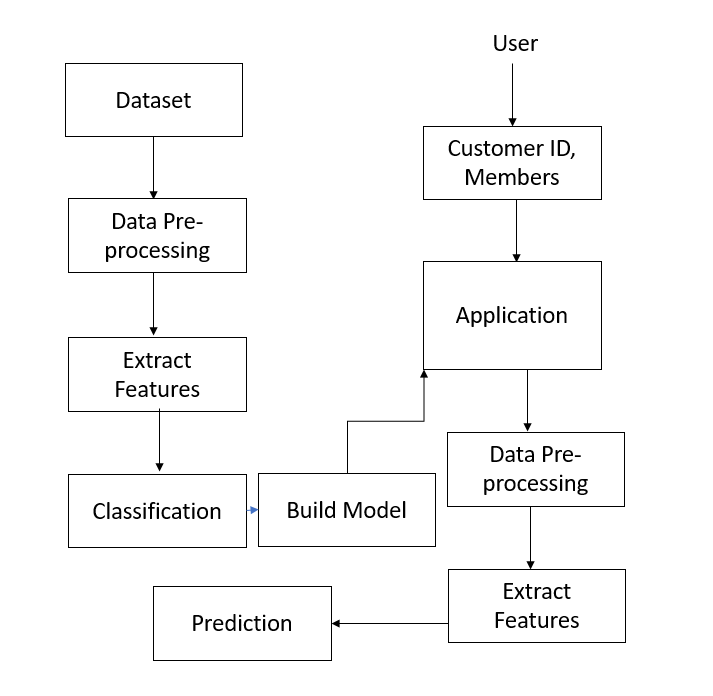 User
Dataset
Customer ID,
Members
Data Pre-
processing
Application
Extract
Features
Data Pre-
processing
Classification
Build Model
Extract
Features
Prediction